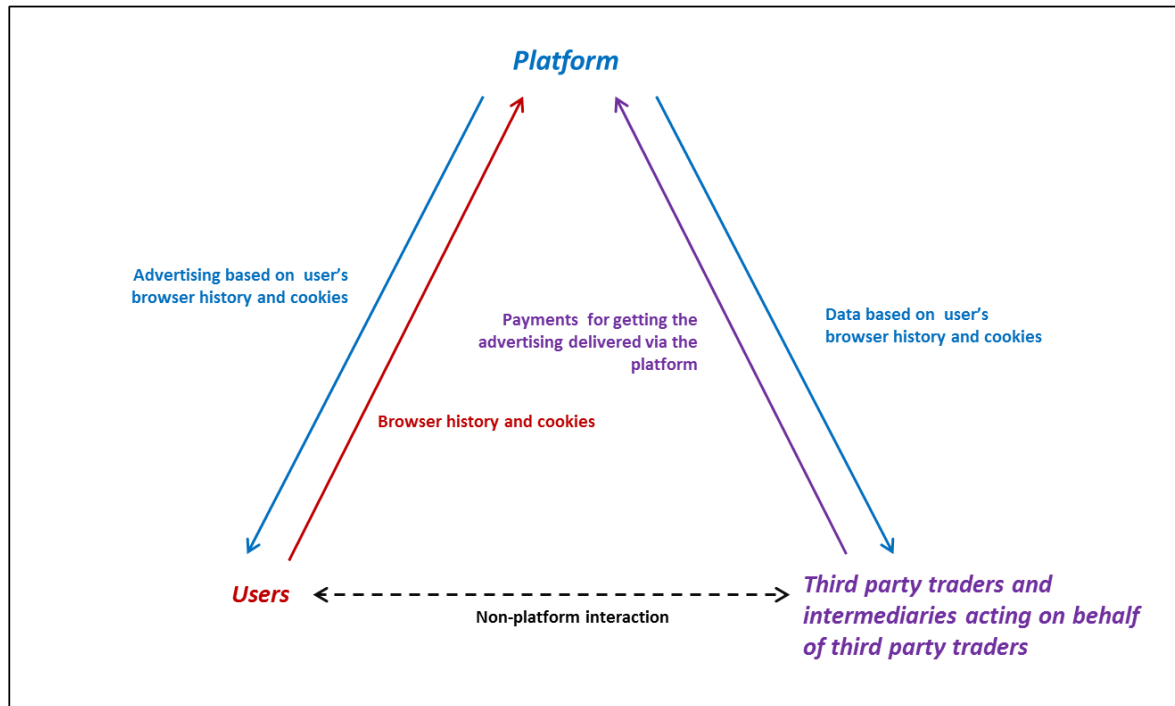 Platform
Advertising based on  user’s
browser history and cookies
Payments  for getting the
advertising delivered via the
platform
Data based on  user’s
browser history and cookies
Browser history and cookies
Users
Non-platform interaction
Third party traders and
intermediaries acting on behalf
of third party traders